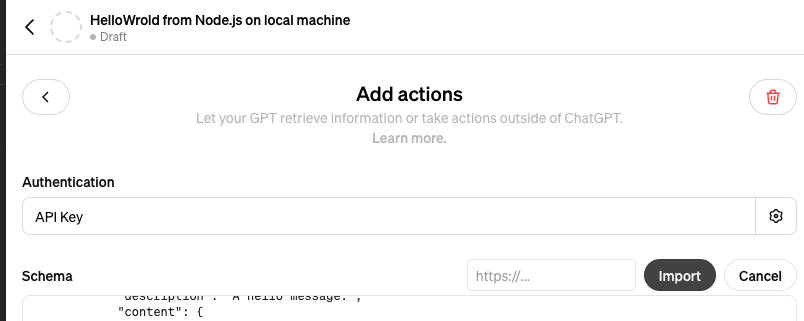 HelloWrold from Node.js on local machine
Draft
Add actions
Let your GPT retrieve information or take actions outside of ChatGPT.
Learn more.
Authentication
API Key
Schema
https://...
Import
Cancel
"description": "A hello message.",
"content": {